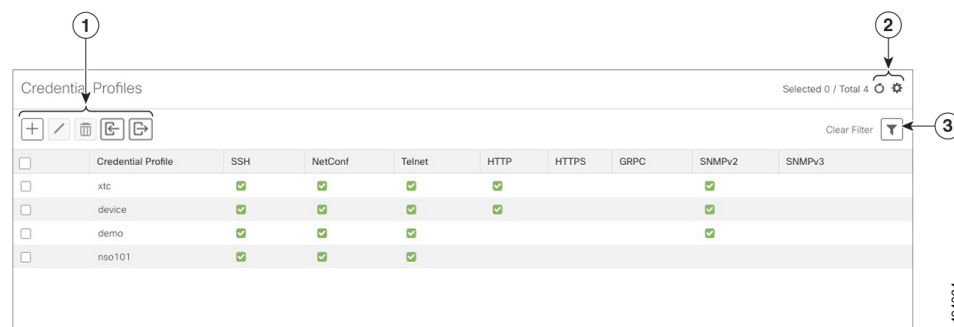 1
2
Credential Profiles
Selected 0 / Total 4
Clear Filter
3
Credential Profile SSH NetConf Telnet HTTP HTTPS GRPC SNMPv2 SNMPv3
xtc
device
demo
nso101